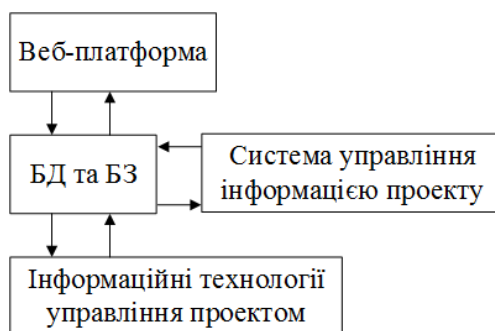 Веб-платформа
БД та БЗ
Система управління
інформацією проекту
Інформаційні технології
управління проектом